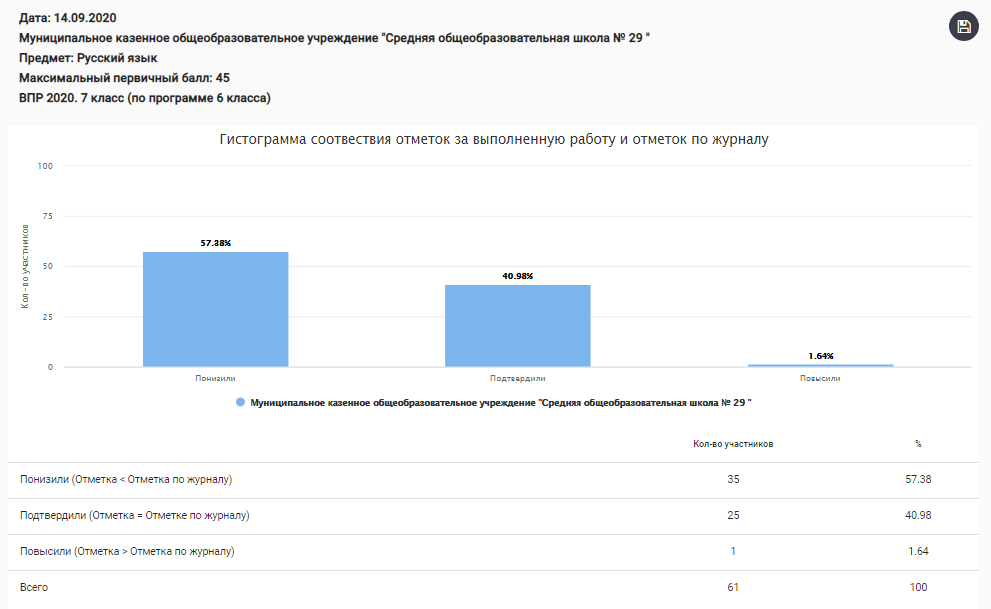 Дата: 14.09.2020
Муниципальное казенное общеобразовательное учреждение "Средняя общеобразовательная школа № 29 "
Предмет: Русский язык
Максимальный первичный балл: 45
ВПР 2020. 7 класс (по программе 6 класса)
Гистограмма соотвествия отметок за выполненную работу и отметок по журналу
100
75
50
25
0
Кол-во участников
57.38%
40.98%
1.64%
Понизили
Подтвердили
Повысили
Муниципальное казенное общеобразовательное учреждение "Средняя общеобразовательная школа № 29 "
Кол-во участников %
Понизили (Отметка < Отметка по журналу) 35 57.38
Подтвердили (Отметка = Отметке по журналу) 25 40.98
Повысили (Отметка > Отметка по журналу) 1 1.64
Всего 61 100